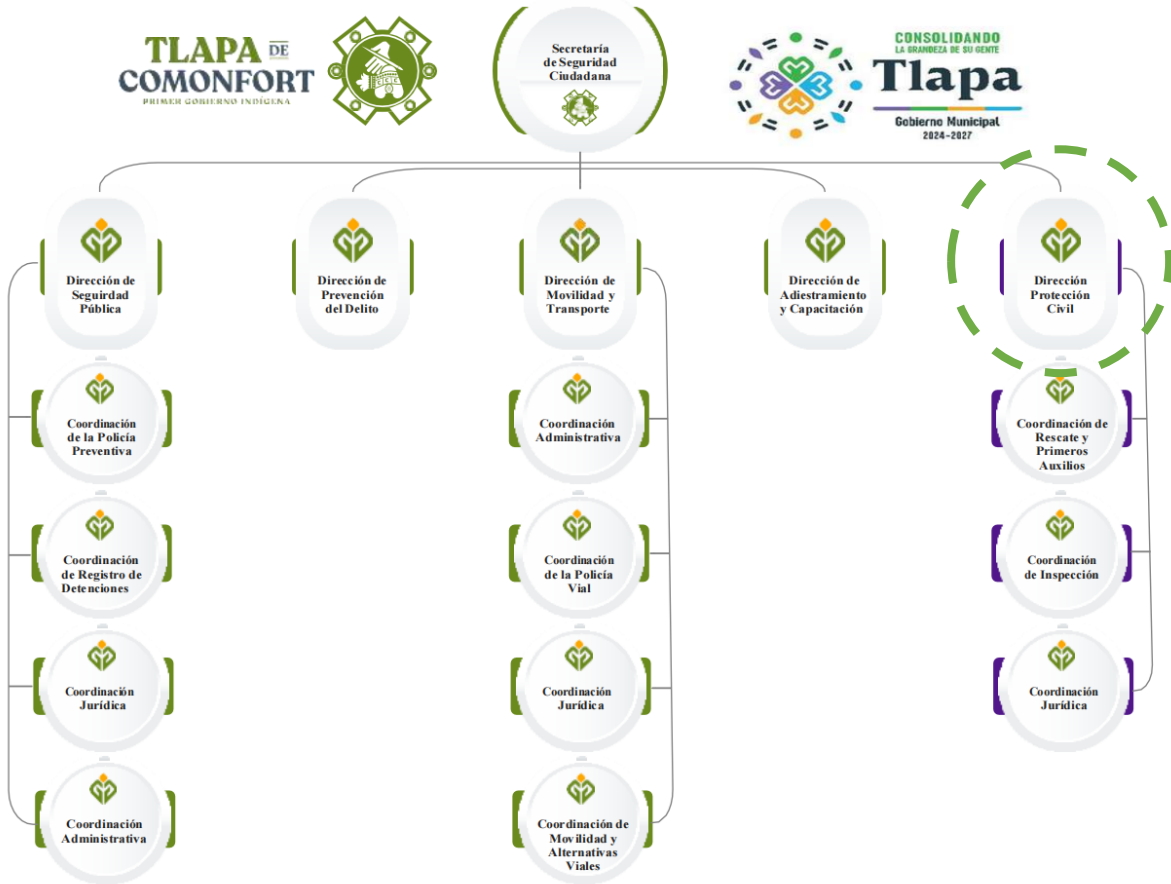 TLAPA DE
COMONFORT
PRIMER GOBIERNO INDÍGENA
Secretaría
de Seguridad
Ciudadana
CONSOLIDANDO
LA GRANDEZA DE SU GENTE
Tlapa
Gobierno Municipal
2024-2027
Dirección de
Seguirdad
Pública
Dirección de
Prevención
del Delito
Dirección de
Movilidad y
Transporte
Dirección de
Adiestramiento
y Capacitación
Dirección
Protección
Civil
Coordinación
de la Policía
Preventiva
Coordinación
Administrativa
Coordinación de
Rescate y
Primeros
Auxilios
Coordinación
de Registro de
Detenciones
Coordinación
de la Policía
Vial
Coordinación
de Inspección
Coordinación
Jurídica
Coordinación
Jurídica
Coordinación
Jurídica
Coordinación
Administrativa
Coordinación de
Movilidad y
Alternativas
Viales